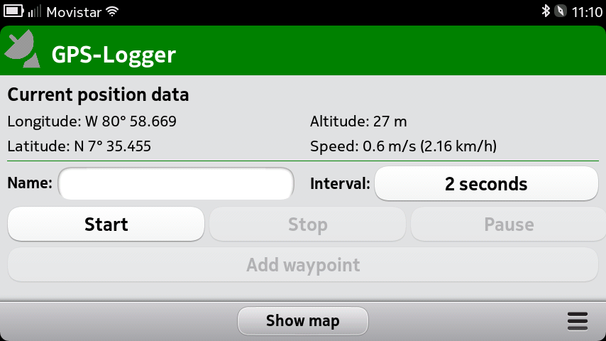 Movistar 11:10
GPS-Logger
Current position data
Longitude: W 80° 58.669 Altitude: 27 m
Latitude: N 7° 35.455 Speed: 0.6 m/s (2.16 km/h)
Name: Interval: 2 seconds
Start Stop Pause
Add waypoint
Show map